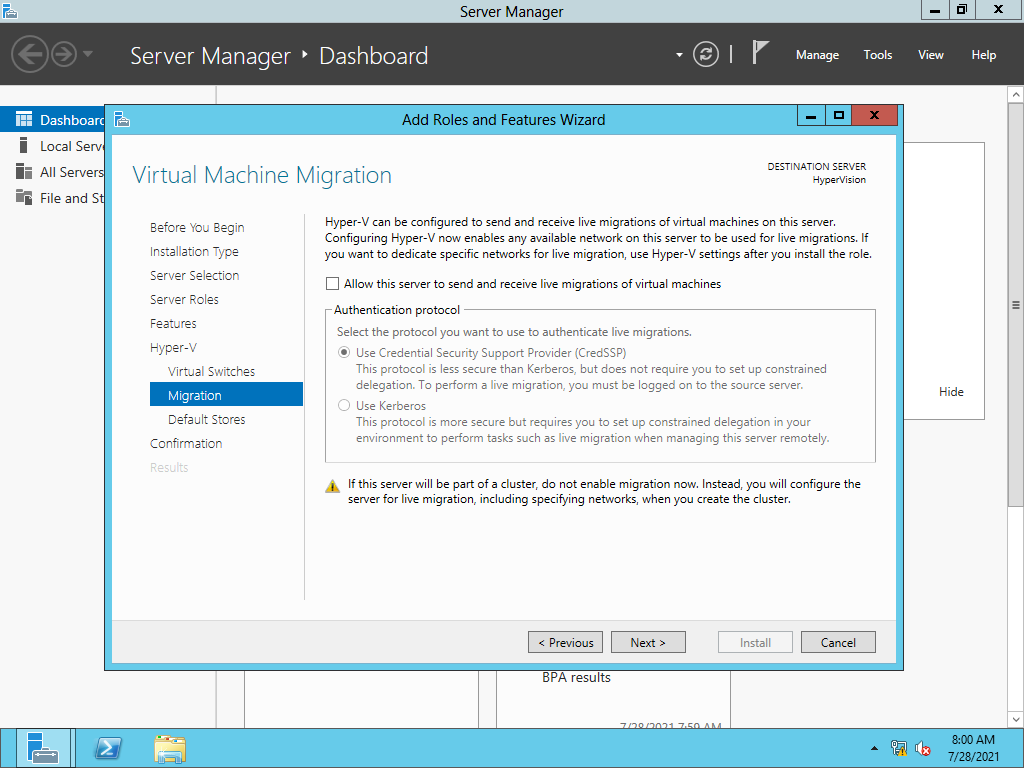 Server Manager
Server Manager ‣ Dashboard
Manage
Tools
View
Help
Dashboard
Local Serve
All Servers
File and St
Add Roles and Features Wizard
Virtual Machine Migration
DESTINATION SERVER
HyperVision
Before You Begin
Installation Type
Server Selection
Server Roles
Features
Hyper-V
Virtual Switches
Migration
Default Stores
Confirmation
Results
Hyper-V can be configured to send and receive live migrations of virtual machines on this server.
Configuring Hyper-V now enables any available network on this server to be used for live migrations. If
you want to dedicate specific networks for live migration, use Hyper-V settings after you install the role.
Allow this server to send and receive live migrations of virtual machines
Authentication protocol
Select the protocol you want to use to authenticate live migrations.
Use Credential Security Support Provider (CredSSP)
This protocol is less secure than Kerberos, but does not require you to set up constrained
delegation. To perform a live migration, you must be logged on to the source server.
Use Kerberos
This protocol is more secure but requires you to set up constrained delegation in your
environment to perform tasks such as live migration when managing this server remotely.
If this server will be part of a cluster, do not enable migration now. Instead, you will configure the
server for live migration, including specifying networks, when you create the cluster.
Hide
< Previous
Next >
Install
Cancel
BPA results
7/28/2021 7:59 AM
8:00 AM
7/28/2021